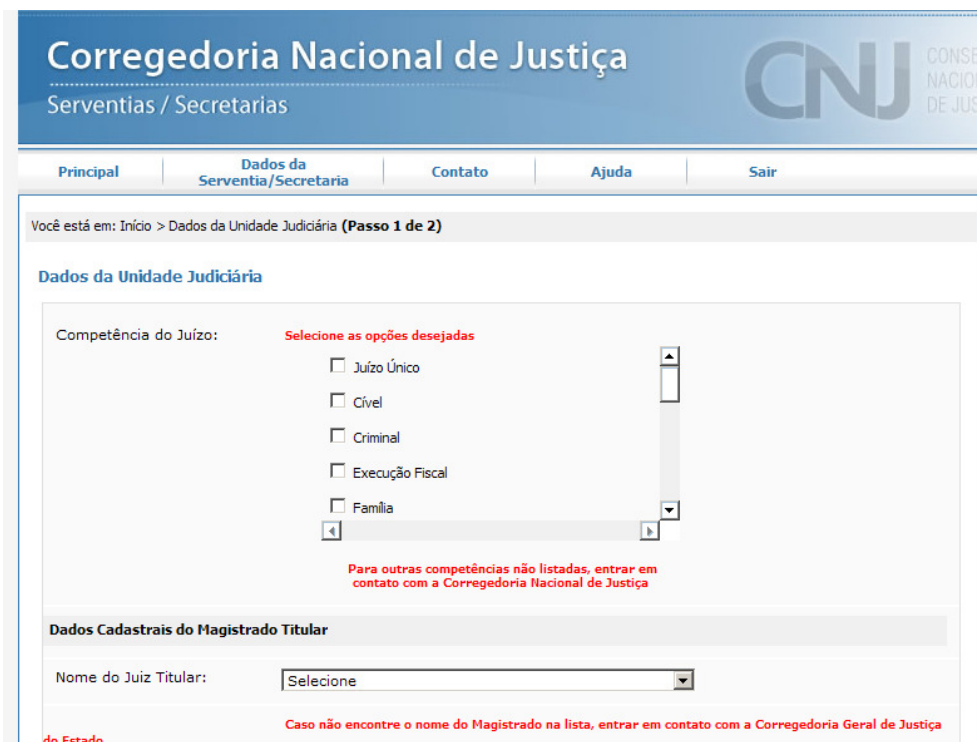 Corregedoria Nacional de Justiça
Serventias / Secretarias
CNJ
Principal
Dados da
Serventia/Secretaria
Contato
Ajuda
Sair
Você está em: Início > Dados da Unidade Judiciária (Passo 1 de 2)
Dados da Unidade Judiciária
Competência do Juízo:
Selecione as opções desejadas
Juízo Único
Cível
Criminal
Execução Fiscal
Família
Para outras competências não listadas, entrar em
contato com a Corregedoria Nacional de Justiça
Dados Cadastrais do Magistrado Titular
Nome do Juiz Titular:
Selecione
Caso não encontre o nome do Magistrado na lista, entrar em contato com a Corregedoria Geral de Justiça
do Estado